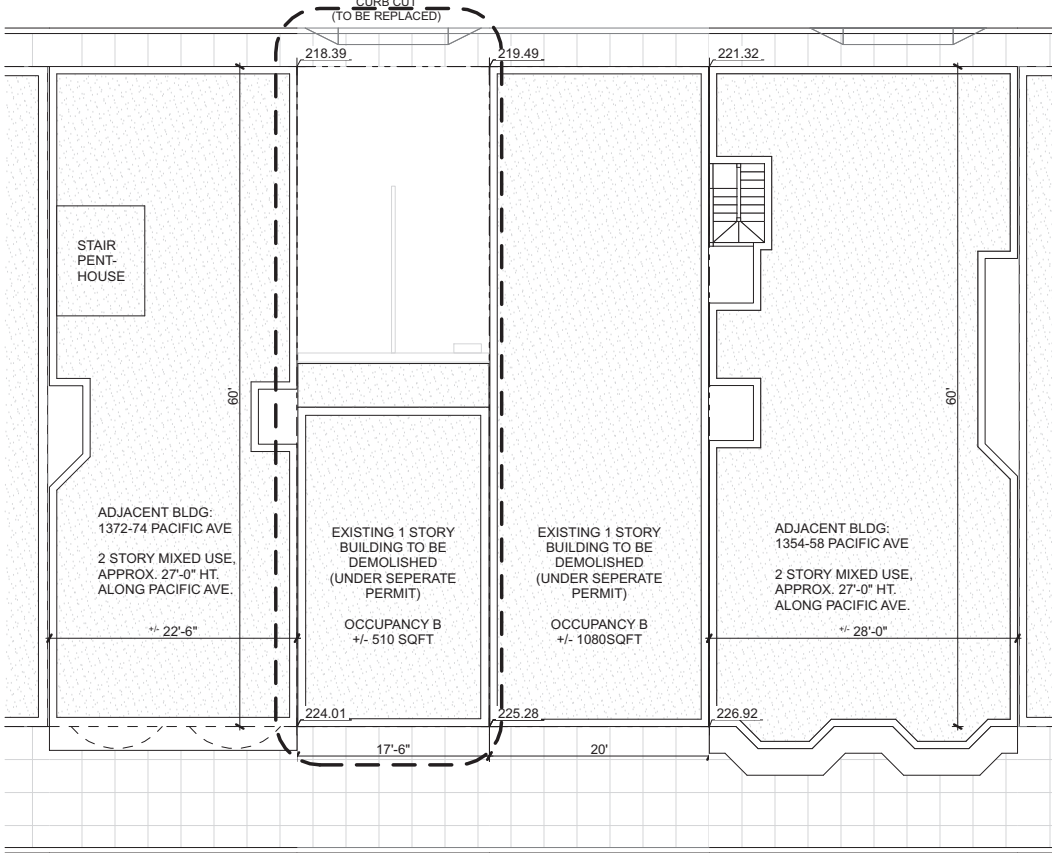 CURB CUT
(TO BE REPLACED)
218.39
219.49
221.32
STAIR
PENT-
HOUSE
60'
60'
ADJACENT BLDG:
1372-74 PACIFIC AVE
2 STORY MIXED USE,
APPROX. 27'-0" HT.
ALONG PACIFIC AVE.
+/- 22'-6"
EXISTING 1 STORY
BUILDING TO BE
DEMOLISHED
(UNDER SEPERATE
PERMIT)
OCCUPANCY B
+/- 510 SQFT
EXISTING 1 STORY
BUILDING TO BE
DEMOLISHED
(UNDER SEPERATE
PERMIT)
OCCUPANCY B
+/- 1080SQFT
ADJACENT BLDG:
1354-58 PACIFIC AVE
2 STORY MIXED USE,
APPROX. 27'-0" HT.
ALONG PACIFIC AVE.
+/- 28'-0"
224.01
225.28
226.92
17'-6"
20'